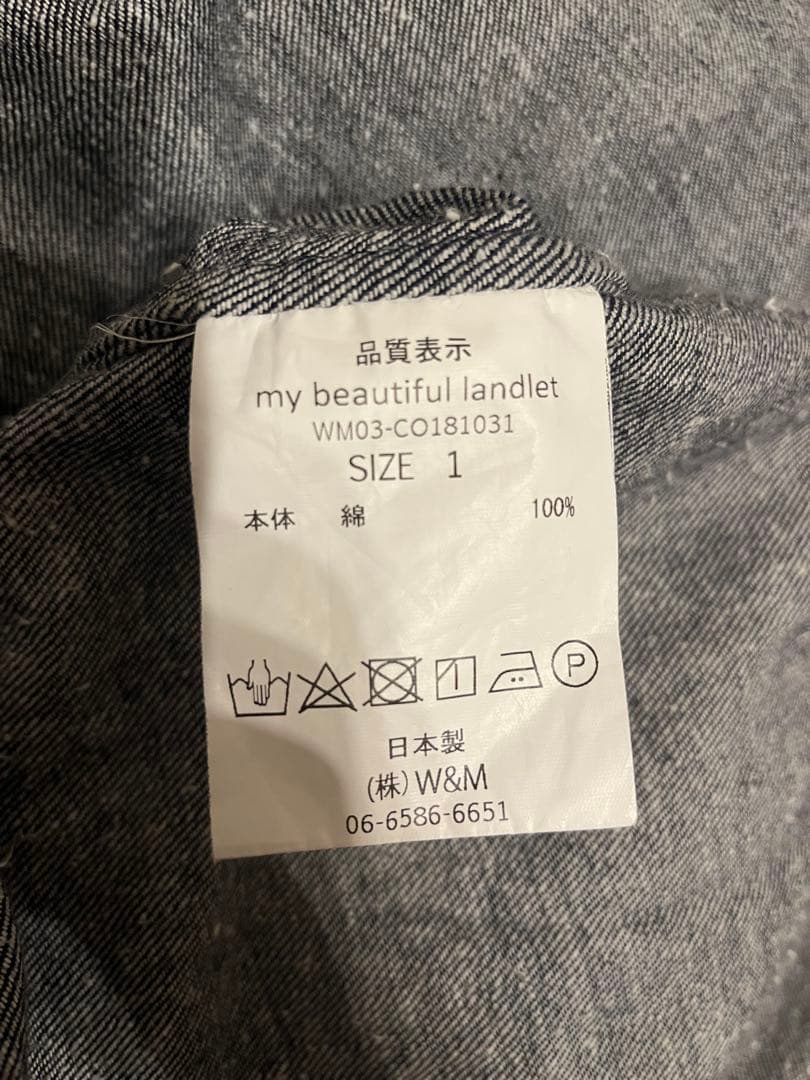 品質表示
my beautiful landlet
WM03-CO181031
SIZE 1
本体 綿 100%
P
日本製
(株)W&M
06-6586-6651